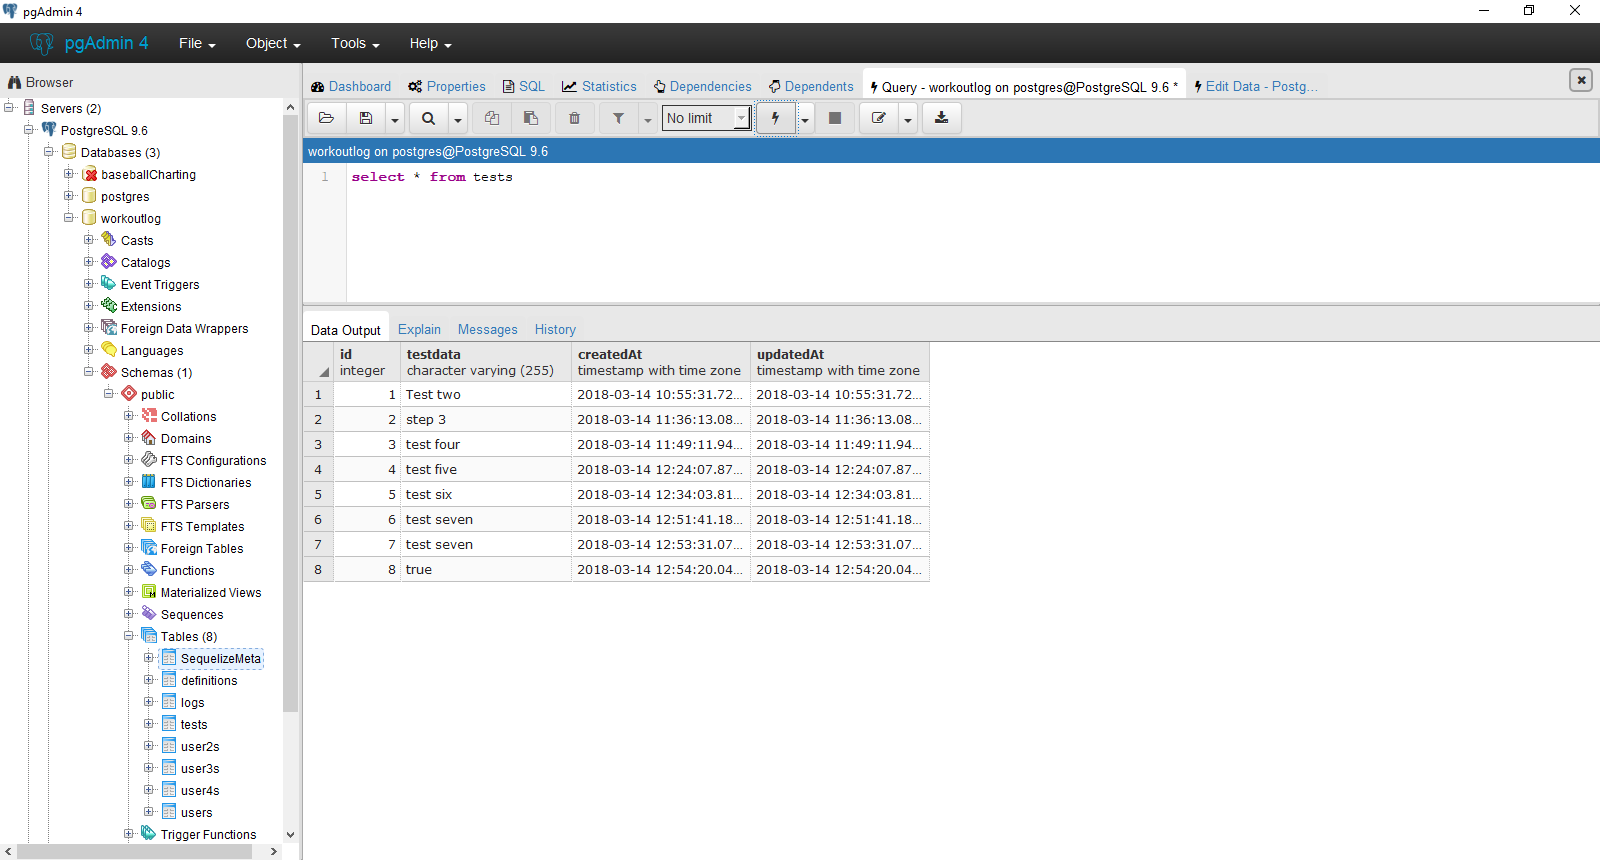 pgAdmin 4
pgAdmin 4 File Object Tools Help
Browser
Servers (2)
PostgreSQL 9.6
Databases (3)
baseballCharting
postgres
workoutlog
Casts
Catalogs
Event Triggers
Extensions
Foreign Data Wrappers
Languages
Schemas (1)
public
Collations
Domains
FTS Configurations
FTS Dictionaries
FTS Parsers
FTS Templates
Foreign Tables
Functions
Materialized Views
Sequences
Tables (8)
SequelizeMeta
definitions
logs
tests
user2s
user3s
user4s
users
Trigger Functions
Dashboard Properties SQL Statistics Dependencies Dependents Query - workoutlog on postgres@PostgreSQL 9.6 * Edit Data - Postg...
No limit
workoutlog on postgres@PostgreSQL 9.6
1 select * from tests
Data Output Explain Messages History
id testdata createdAt updatedAt
integer character varying (255) timestamp with time zone timestamp with time zone
1 1 Test two 2018-03-14 10:55:31.72... 2018-03-14 10:55:31.72...
2 2 step 3 2018-03-14 11:36:13.08... 2018-03-14 11:36:13.08...
3 3 test four 2018-03-14 11:49:11.94... 2018-03-14 11:49:11.94...
4 4 test five 2018-03-14 12:24:07.87... 2018-03-14 12:24:07.87...
5 5 test six 2018-03-14 12:34:03.81... 2018-03-14 12:34:03.81...
6 6 test seven 2018-03-14 12:51:41.18... 2018-03-14 12:51:41.18...
7 7 test seven 2018-03-14 12:53:31.07... 2018-03-14 12:53:31.07...
8 8 true 2018-03-14 12:54:20.04... 2018-03-14 12:54:20.04...